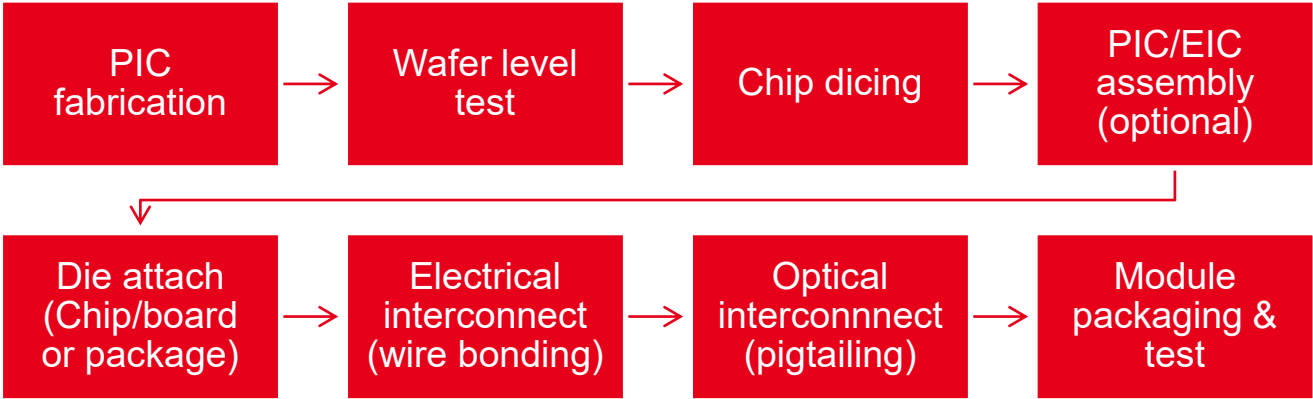 PIC
fabrication
Wafer level
test
Chip dicing
PIC/EIC
assembly
(optional)
Die attach
(Chip/board
or package)
Electrical
interconnect
(wire bonding)
Optical
interconnnect
(pigtailing)
Module
packaging &
test